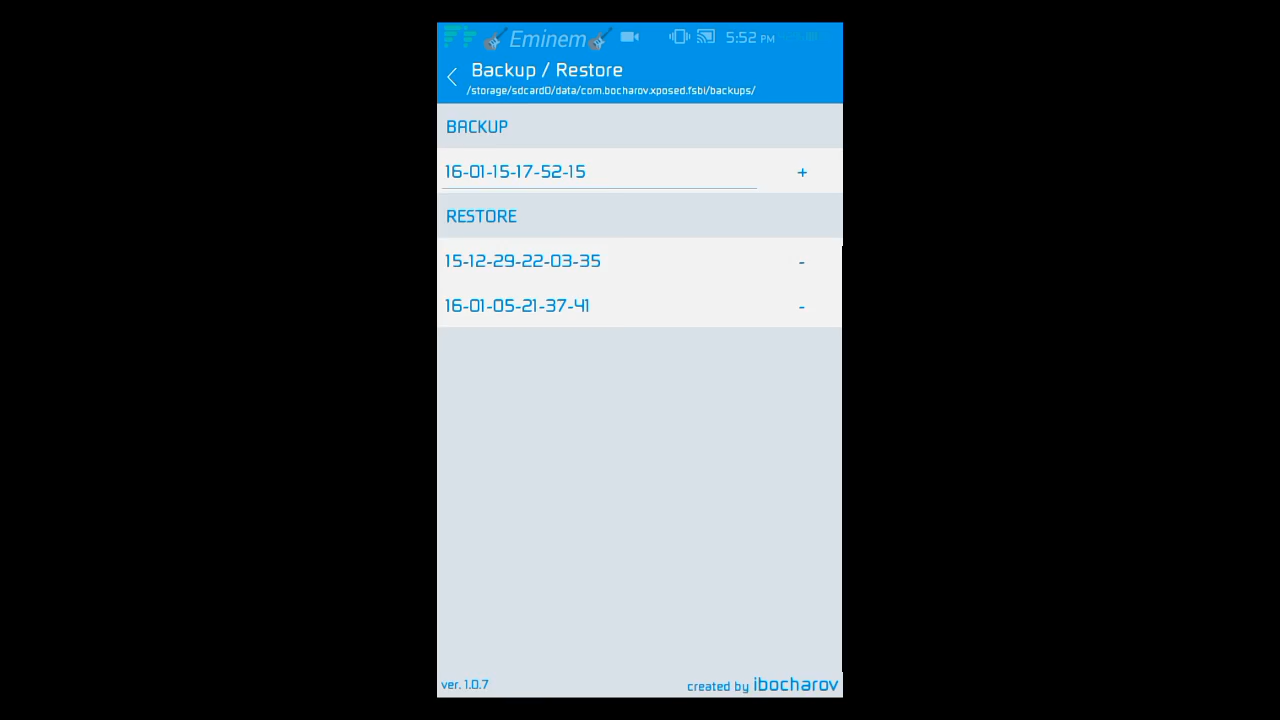 Eminem 5:52 PM
Backup / Restore
/storage/sdcard0/data/com.bocharov.xposed.fsbi/backups/
BACKUP
16-01-15-17-52-15 +
RESTORE
15-12-29-22-03-35 -
16-01-05-21-37-41 -
ver. 1.0.7 created by ibocharov